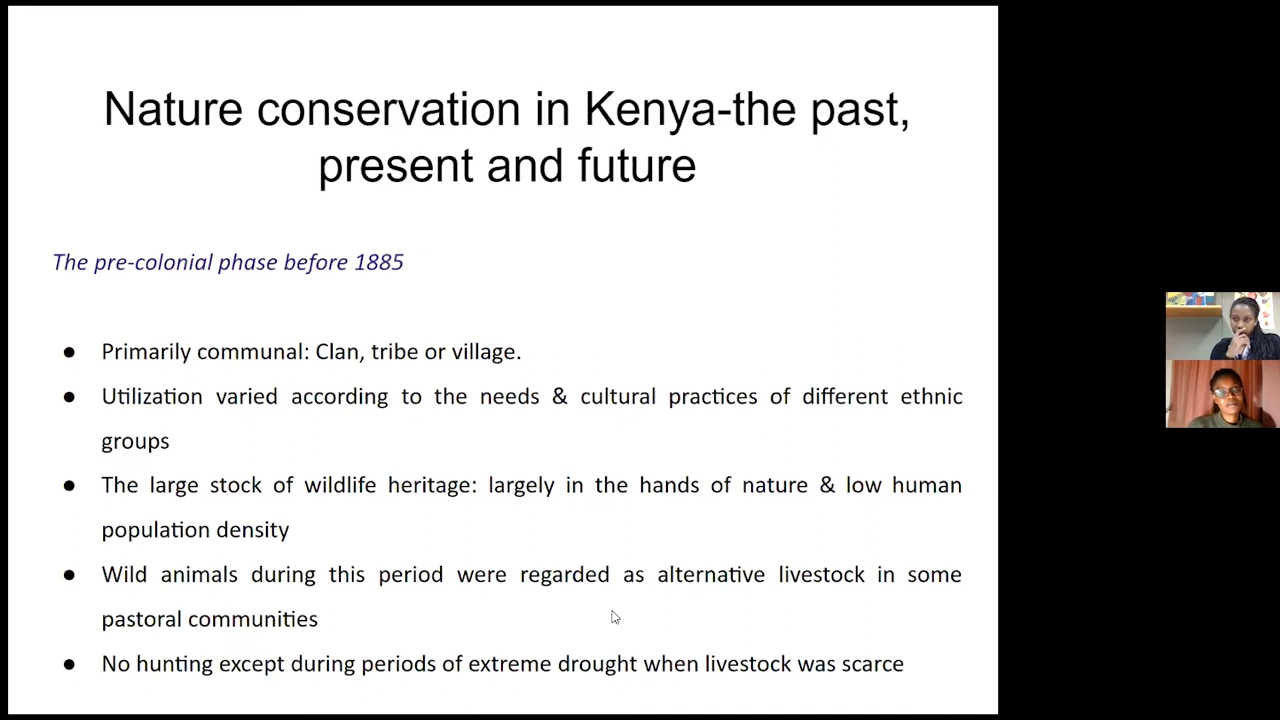 Nature conservation in Kenya-the past,
present and future
The pre-colonial phase before 1885
● Primarily communal: Clan, tribe or village.
● Utilization varied according to the needs & cultural practices of different ethnic
groups
● The large stock of wildlife heritage: largely in the hands of nature & low human
population density
● Wild animals during this period were regarded as alternative livestock in some
pastoral communities
● No hunting except during periods of extreme drought when livestock was scarce